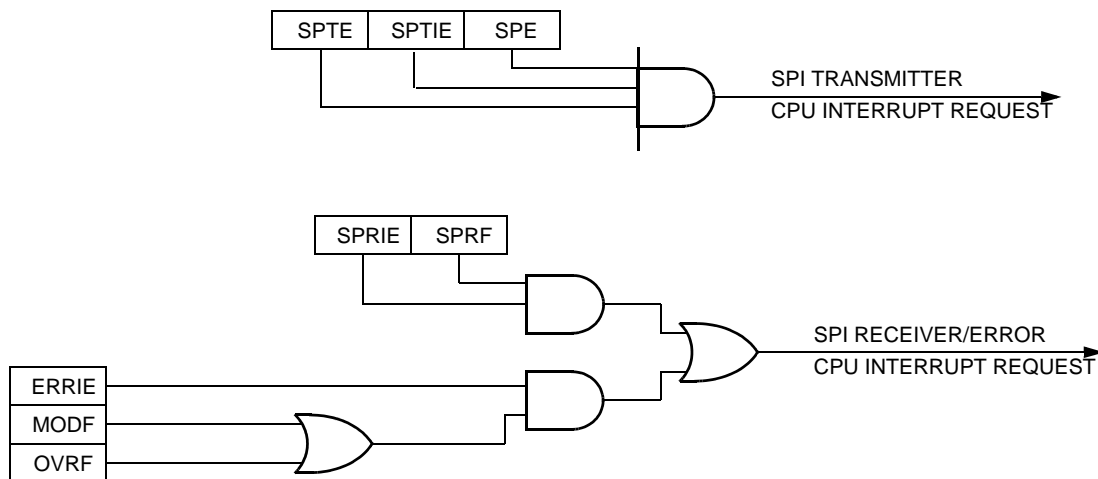 SPTE SPTIE SPE
SPI TRANSMITTER
CPU INTERRUPT REQUEST
SPRIE SPRF
SPI RECEIVER/ERROR
CPU INTERRUPT REQUEST
ERRIE
MODF
OVRF